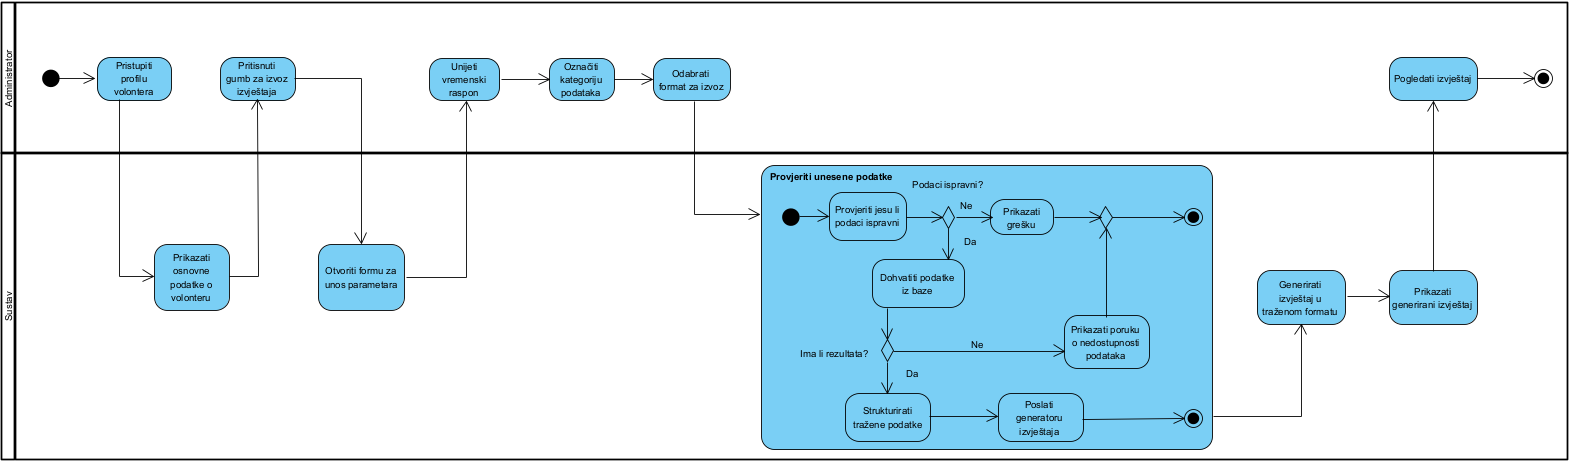 Administrator
Pristupiti
profilu
volontera
Pritisnuti
gumb za izvoz
izvještaja
Unijeti
vremenski
raspon
Označiti
kategoriju
podataka
Odabrati
format za izvoz
Pogledati izvještaj
Sustav
Prikazati
osnovne
podatke o
volonteru
Otvoriti formu za
unos parametara
Provjeriti unesene podatke
Provjeriti jesu li
podaci ispravni
Podaci ispravni?
Ne
Prikazati
grešku
Da
Dohvatiti podatke
iz baze
Ima li rezultata?
Ne
Prikazati poruku
o nedostupnosti
podataka
Da
Strukturirati
tražene podatke
Poslati
generatoru
izvještaja
Generirati
izvještaj u
traženom formatu
Prikazati
generirani izvještaj